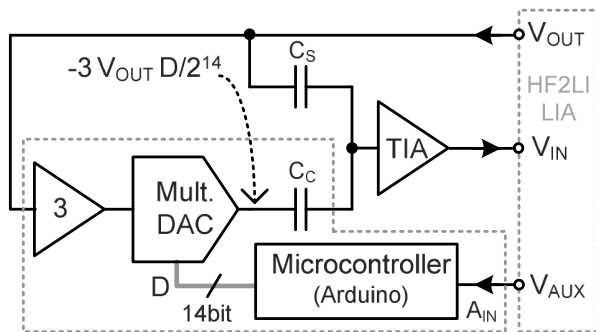 V_OUT
-3 V_OUT D/2^14
C_S
HF2LI
LIA
TIA
V_IN
3
Mult.
DAC
C_C
Microcontroller
(Arduino)
D
14bit
A_IN
V_AUX